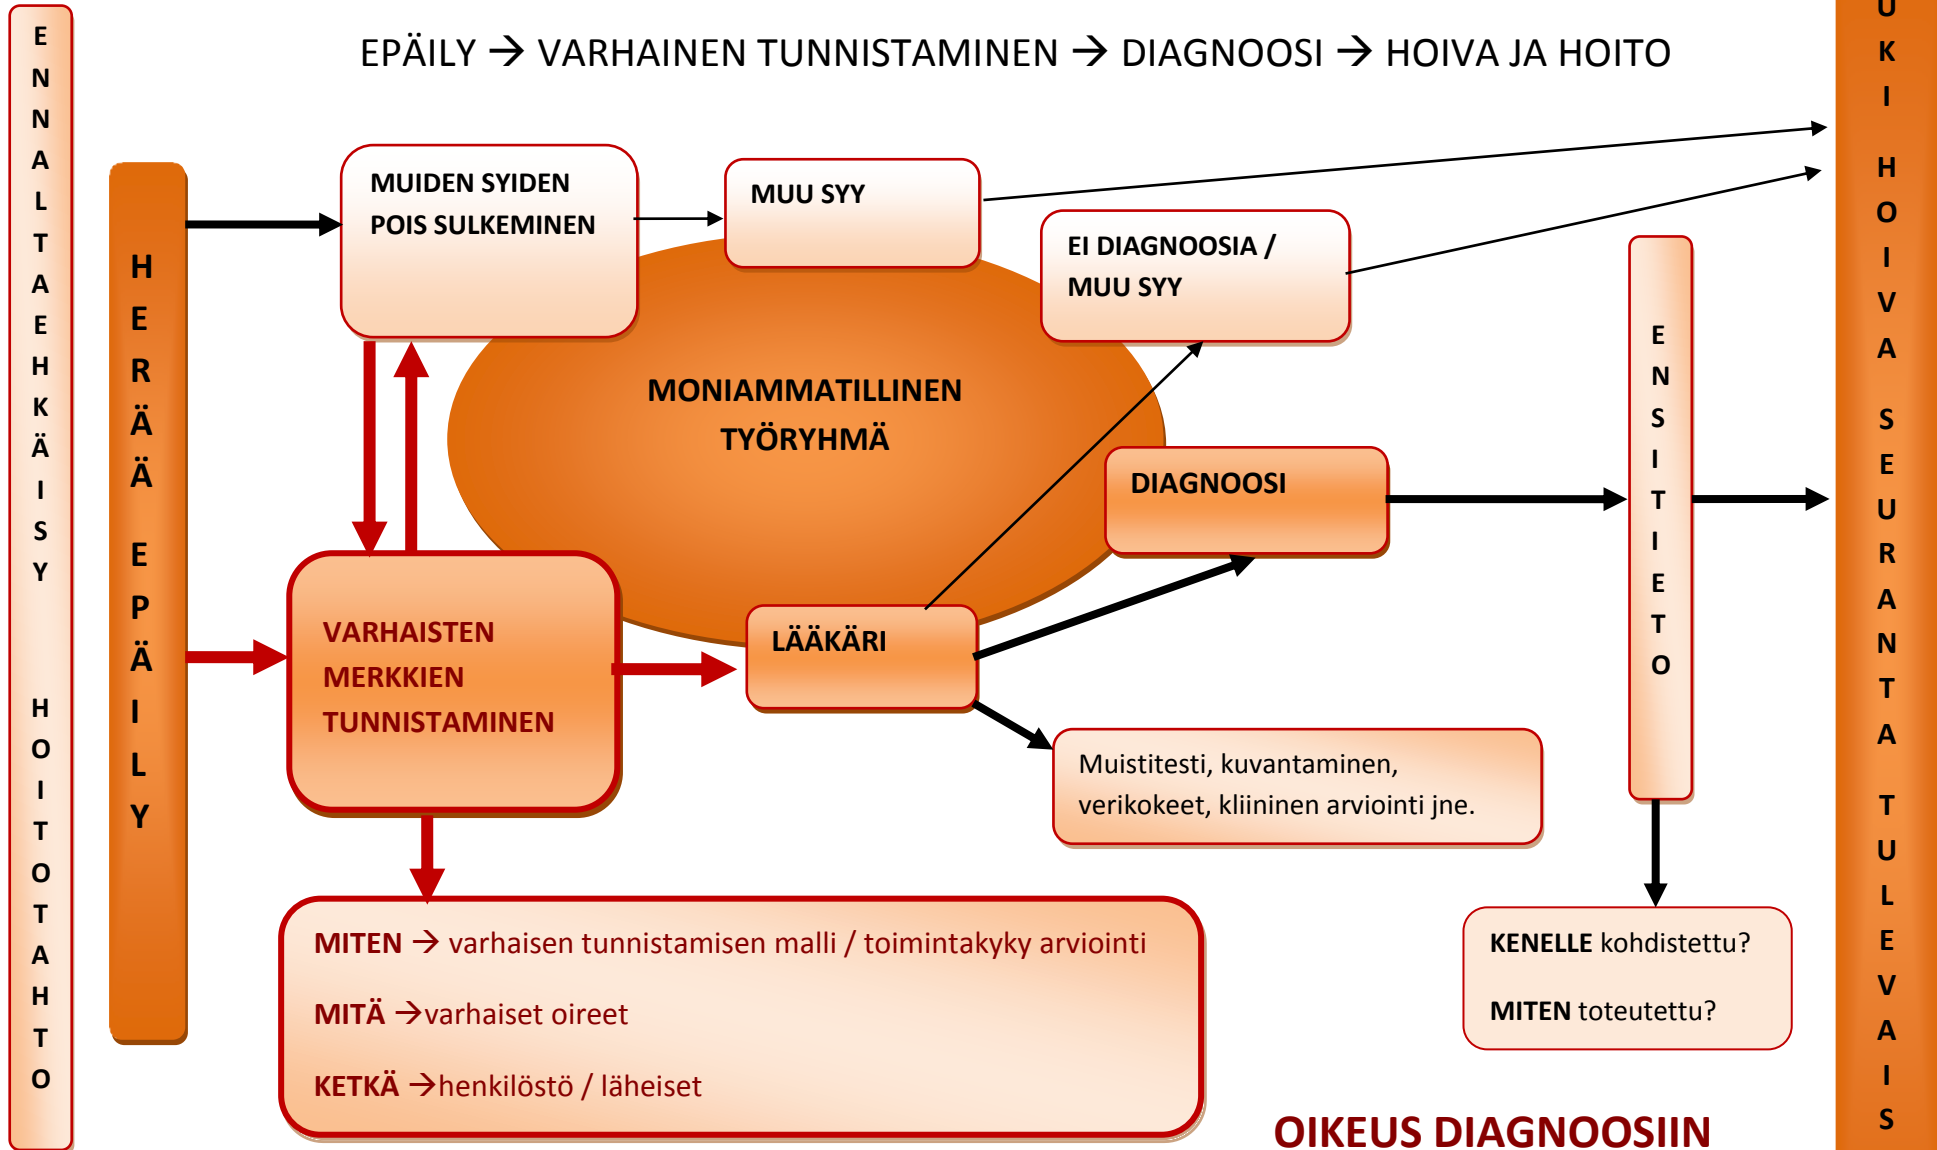 EPÄILY → VARHAINEN TUNNISTAMINEN → DIAGNOOSI → HOIVA JA HOITO
ENNALTAEHKÄISY HOITOTAHTO
HERÄÄ EPÄILY
MUIDEN SYIDEN
POIS SULKEMINEN
MUU SYY
EI DIAGNOOSIA /
MUU SYY
MONIAMMATILLINEN
TYÖRYHMÄ
DIAGNOOSI
VARHAISTEN
MERKKIEN
TUNNISTAMINEN
LÄÄKÄRI
Muistitesti, kuvantaminen,
verikokeet, kliininen arviointi jne.
MITEN → varhaisen tunnistamisen malli / toimintakyky arviointi
MITÄ →varhaiset oireet
KETKÄ →henkilöstö / läheiset
ENSITIETO
KENELLE kohdistettu?
MITEN toteutettu?
UKI HOIVA SEURANTA TULEVAIS
OIKEUS DIAGNOOSIIN